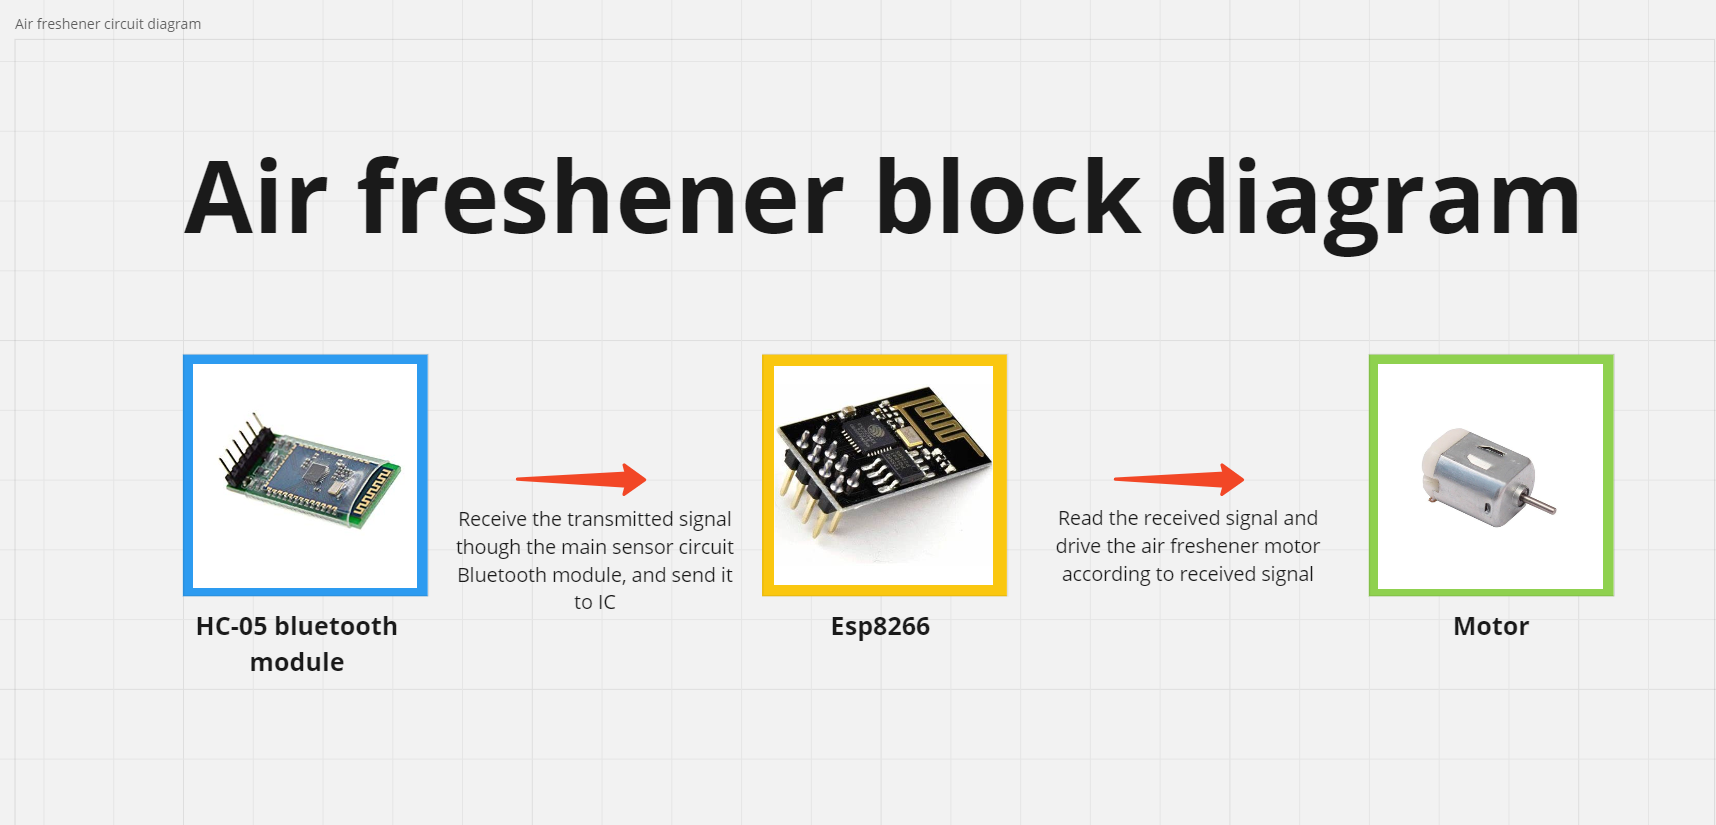 Air freshener circuit diagram
Air freshener block diagram
Receive the transmitted signal
though the main sensor circuit
Bluetooth module, and send it
to IC
Read the received signal and
drive the air freshener motor
according to received signal
HC-05 bluetooth
module
Esp8266
Motor